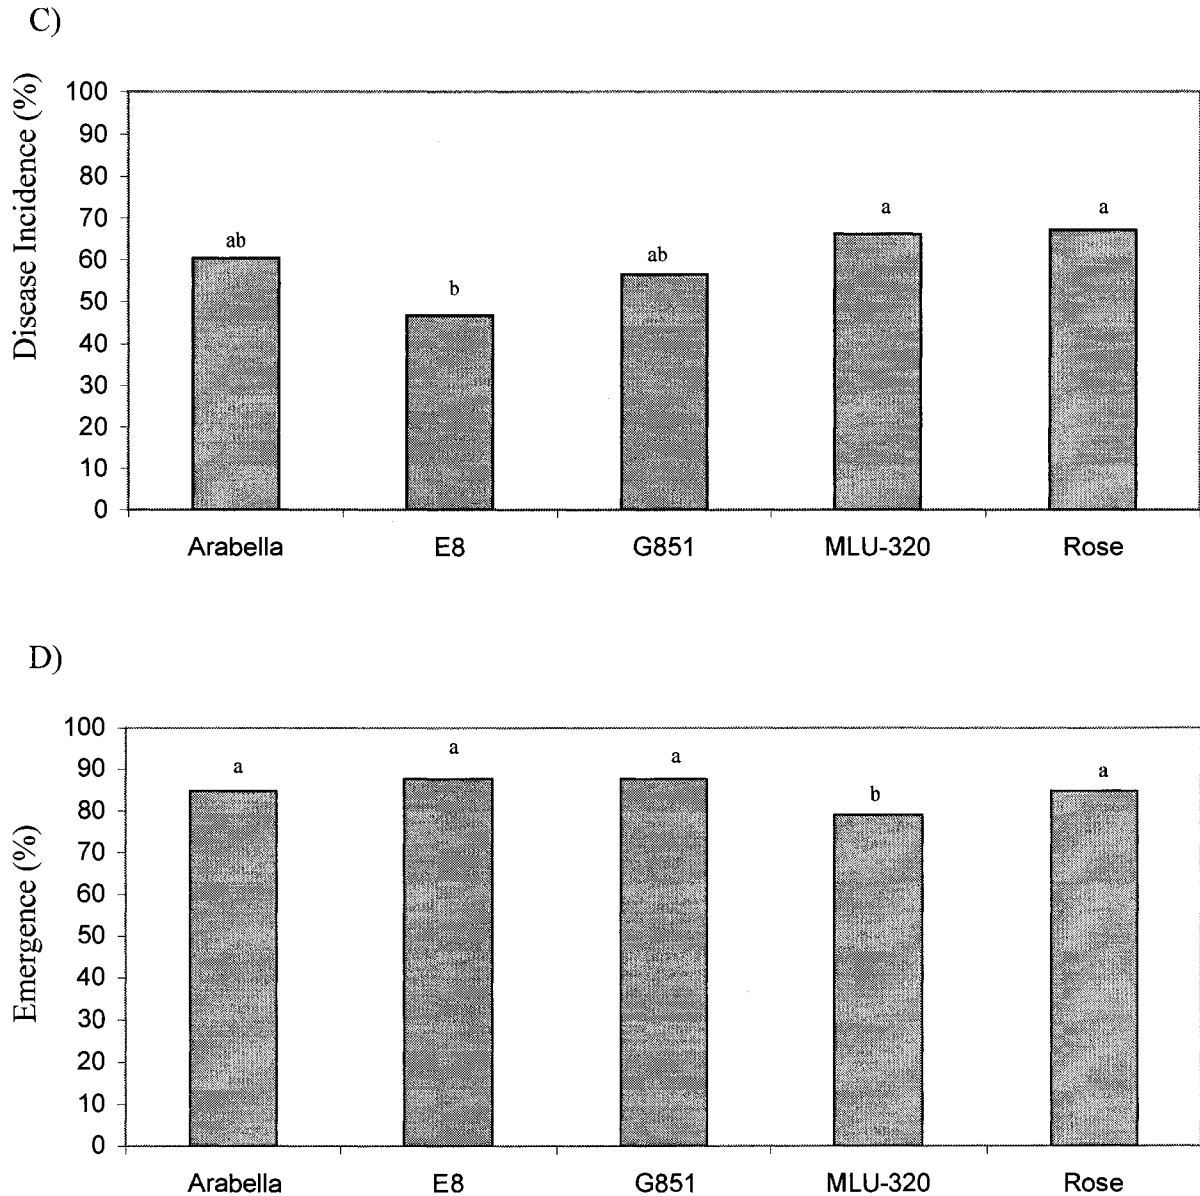 C)
Disease Incidence (%)
100
90
80
70
60
50
40
30
20
10
0
ab
b
ab
a
a
Arabella E8 G851 MLU-320 Rose
D)
Emergence (%)
100
90
80
70
60
50
40
30
20
10
0
a
a
a
b
a
Arabella E8 G851 MLU-320 Rose